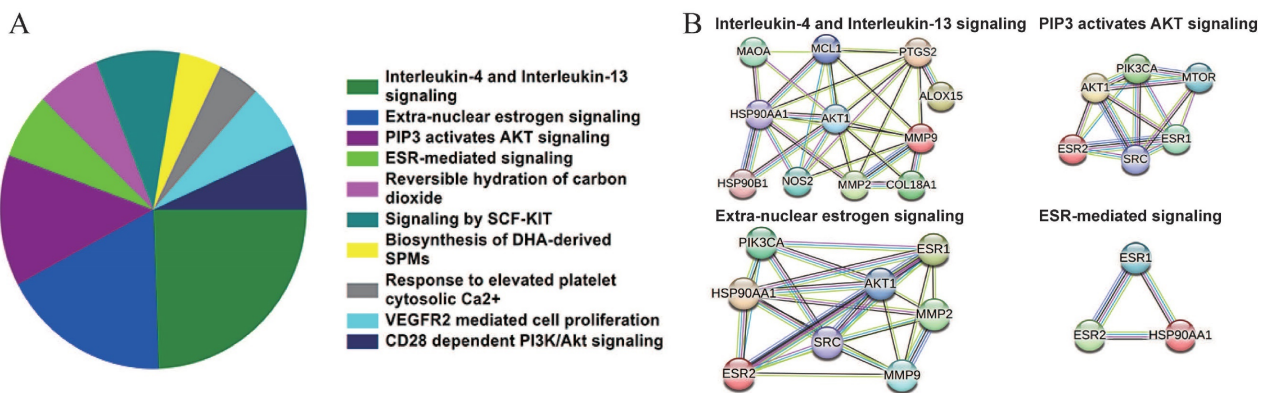 A
Interleukin-4 and Interleukin-13
signaling
Extra-nuclear estrogen signaling
PIP3 activates AKT signaling
ESR-mediated signaling
Reversible hydration of carbon
dioxide
Signaling by SCF-KIT
Biosynthesis of DHA-derived
SPMs
Response to elevated platelet
cytosolic Ca2+
VEGFR2 mediated cell proliferation
CD28 dependent PI3K/Akt signaling
B
Interleukin-4 and Interleukin-13 signaling
MAOA
MCL1
PTGS2
ALOX15
HSP90AA1
AKT1
MMP9
HSP90B1
NOS2
MMP2
COL18A1
PIP3 activates AKT signaling
PIK3CA
MTOR
AKT1
ESR1
ESR2
SRC
Extra-nuclear estrogen signaling
PIK3CA
ESR1
AKT1
HSP90AA1
MMP2
SRC
ESR2
MMP9
ESR-mediated signaling
ESR1
ESR2
HSP90AA1